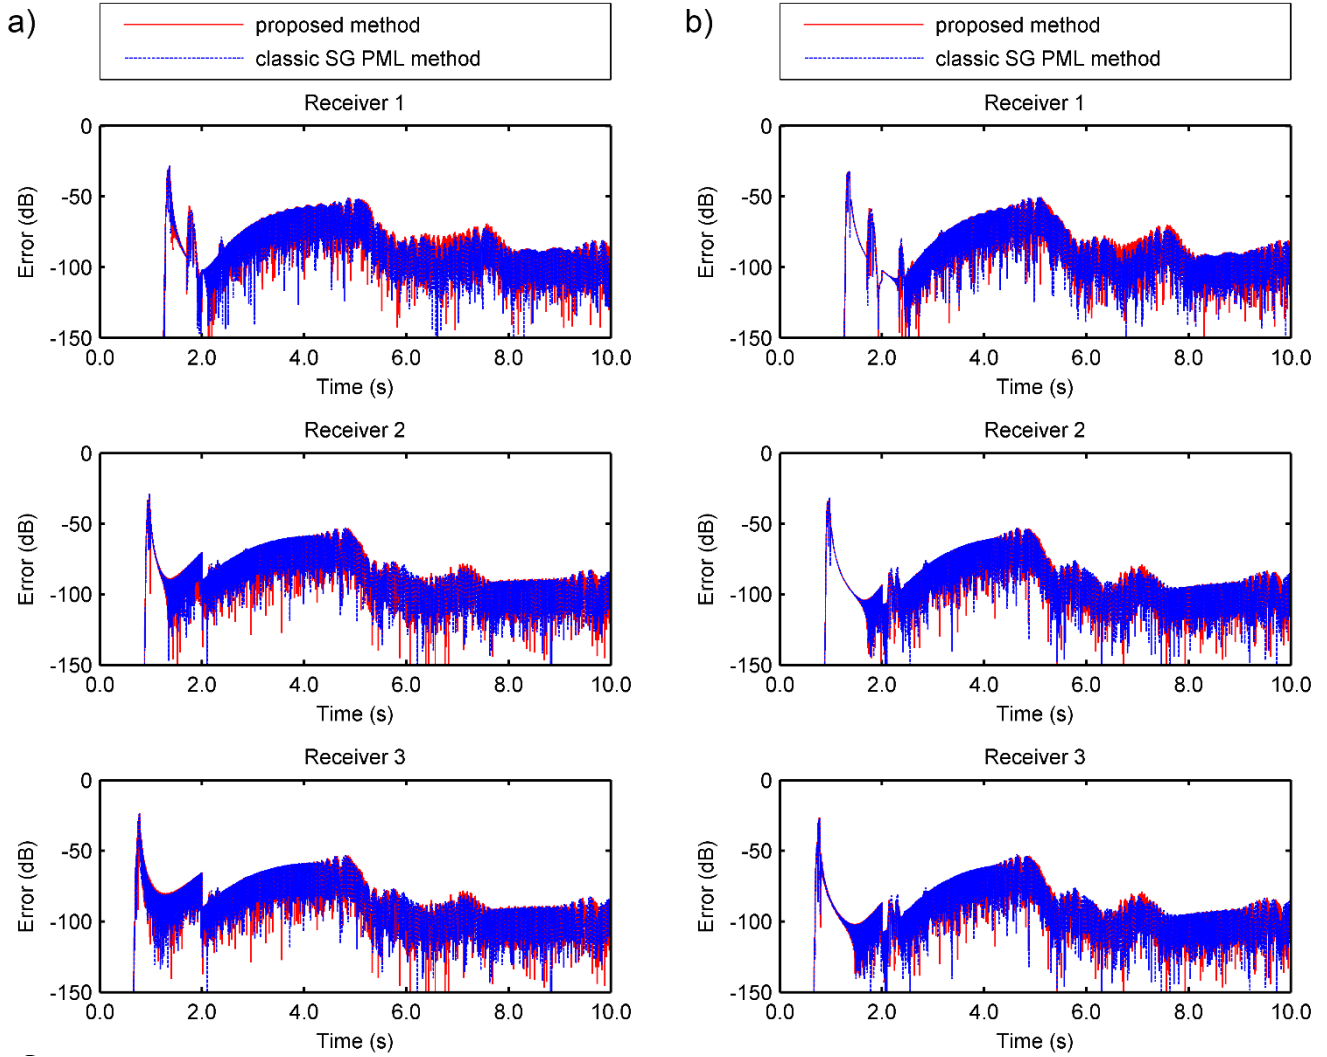 a)
proposed method
classic SG PML method
Receiver 1
Error (dB)
0
-50
-100
-150
0.0 2.0 4.0 6.0 8.0 10.0
Time (s)
Receiver 2
Error (dB)
0
-50
-100
-150
0.0 2.0 4.0 6.0 8.0 10.0
Time (s)
Receiver 3
Error (dB)
0
-50
-100
-150
0.0 2.0 4.0 6.0 8.0 10.0
Time (s)
b)
proposed method
classic SG PML method
Receiver 1
Error (dB)
0
-50
-100
-150
0.0 2.0 4.0 6.0 8.0 10.0
Time (s)
Receiver 2
Error (dB)
0
-50
-100
-150
0.0 2.0 4.0 6.0 8.0 10.0
Time (s)
Receiver 3
Error (dB)
0
-50
-100
-150
0.0 2.0 4.0 6.0 8.0 10.0
Time (s)